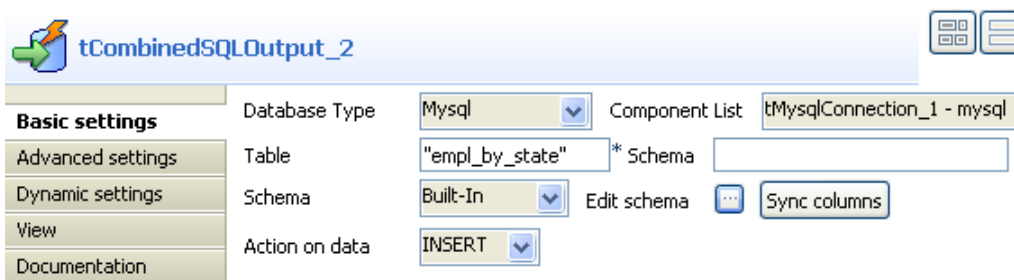 tCombinedSQLOutput_2
Basic settings
Advanced settings
Dynamic settings
View
Documentation
Database Type Mysql Component List tMysqlConnection_1 - mysql
Table "empl_by_state" * Schema
Schema Built-In Edit schema ... Sync columns
Action on data INSERT